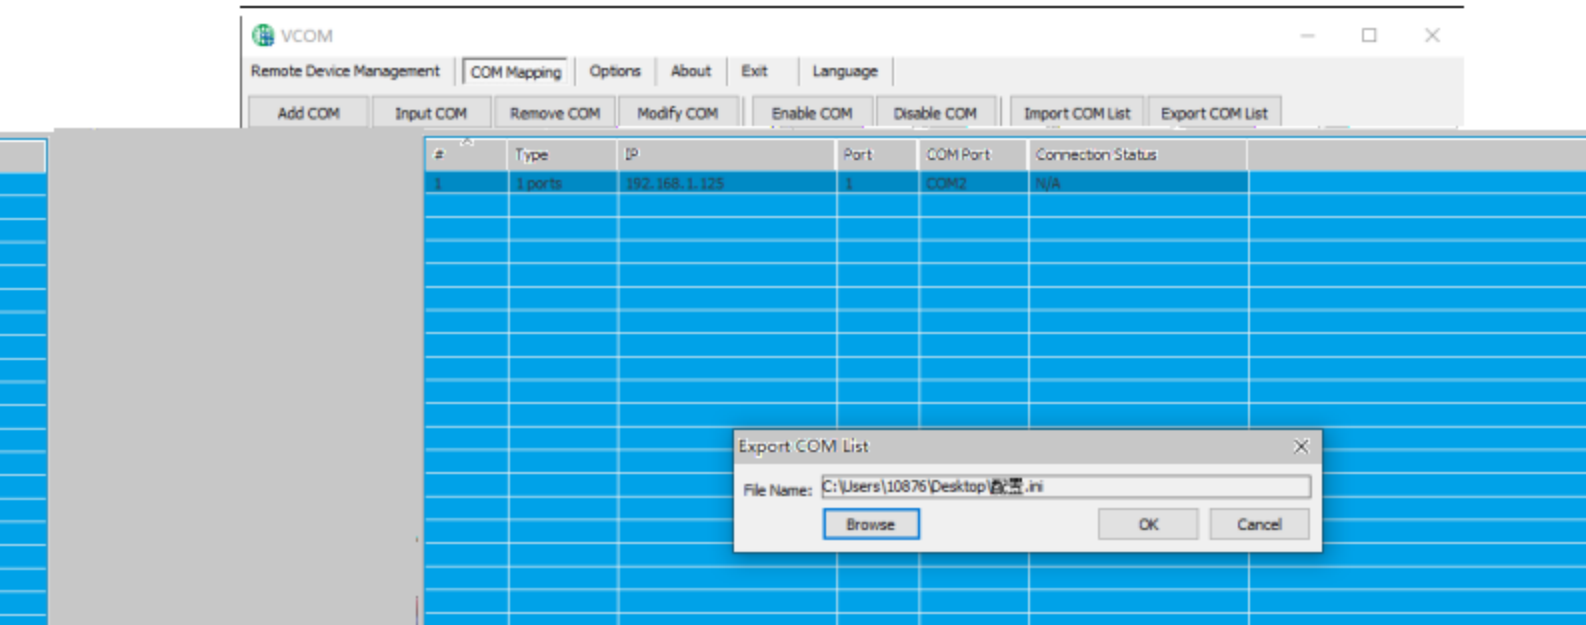 VCOM
Remote Device Management COM Mapping Options About Exit Language
Add COM Input COM Remove COM Modify COM Enable COM Disable COM Import COM List Export COM List
# Type IP Port COM Port Connection Status
1 1 ports 192.168.1.125 1 COM2 N/A
Export COM List
File Name: C:\Users\10876\Desktop\配置.ini
Browse OK Cancel